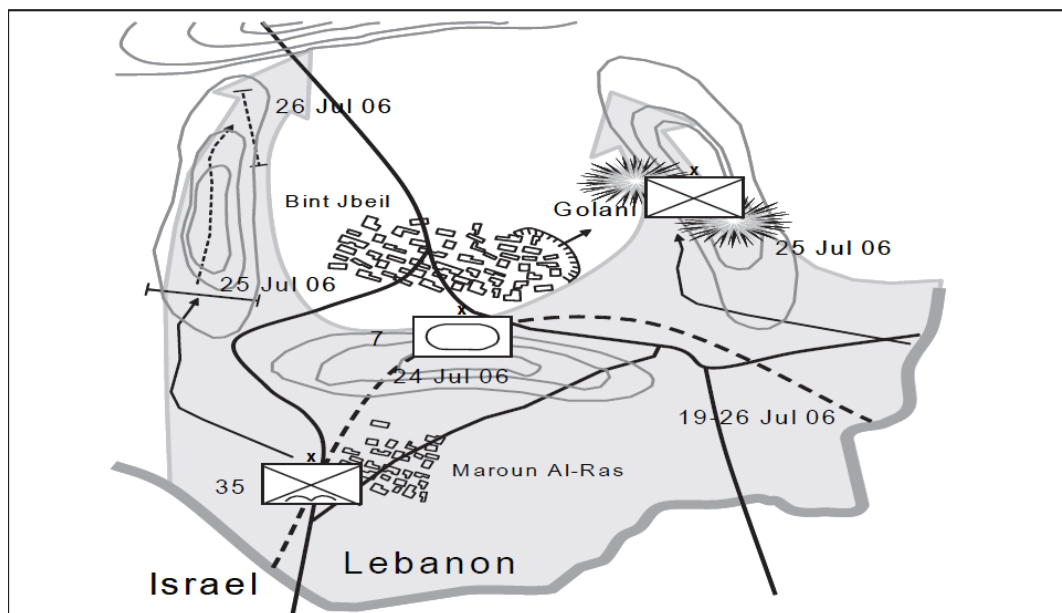 26 Jul 06
Bint Jbeil
x
Golani
25 Jul 06
25 Jul 06
x
7
24 Jul 06
19-26 Jul 06
x
Maroun Al-Ras
35
Lebanon
Israel